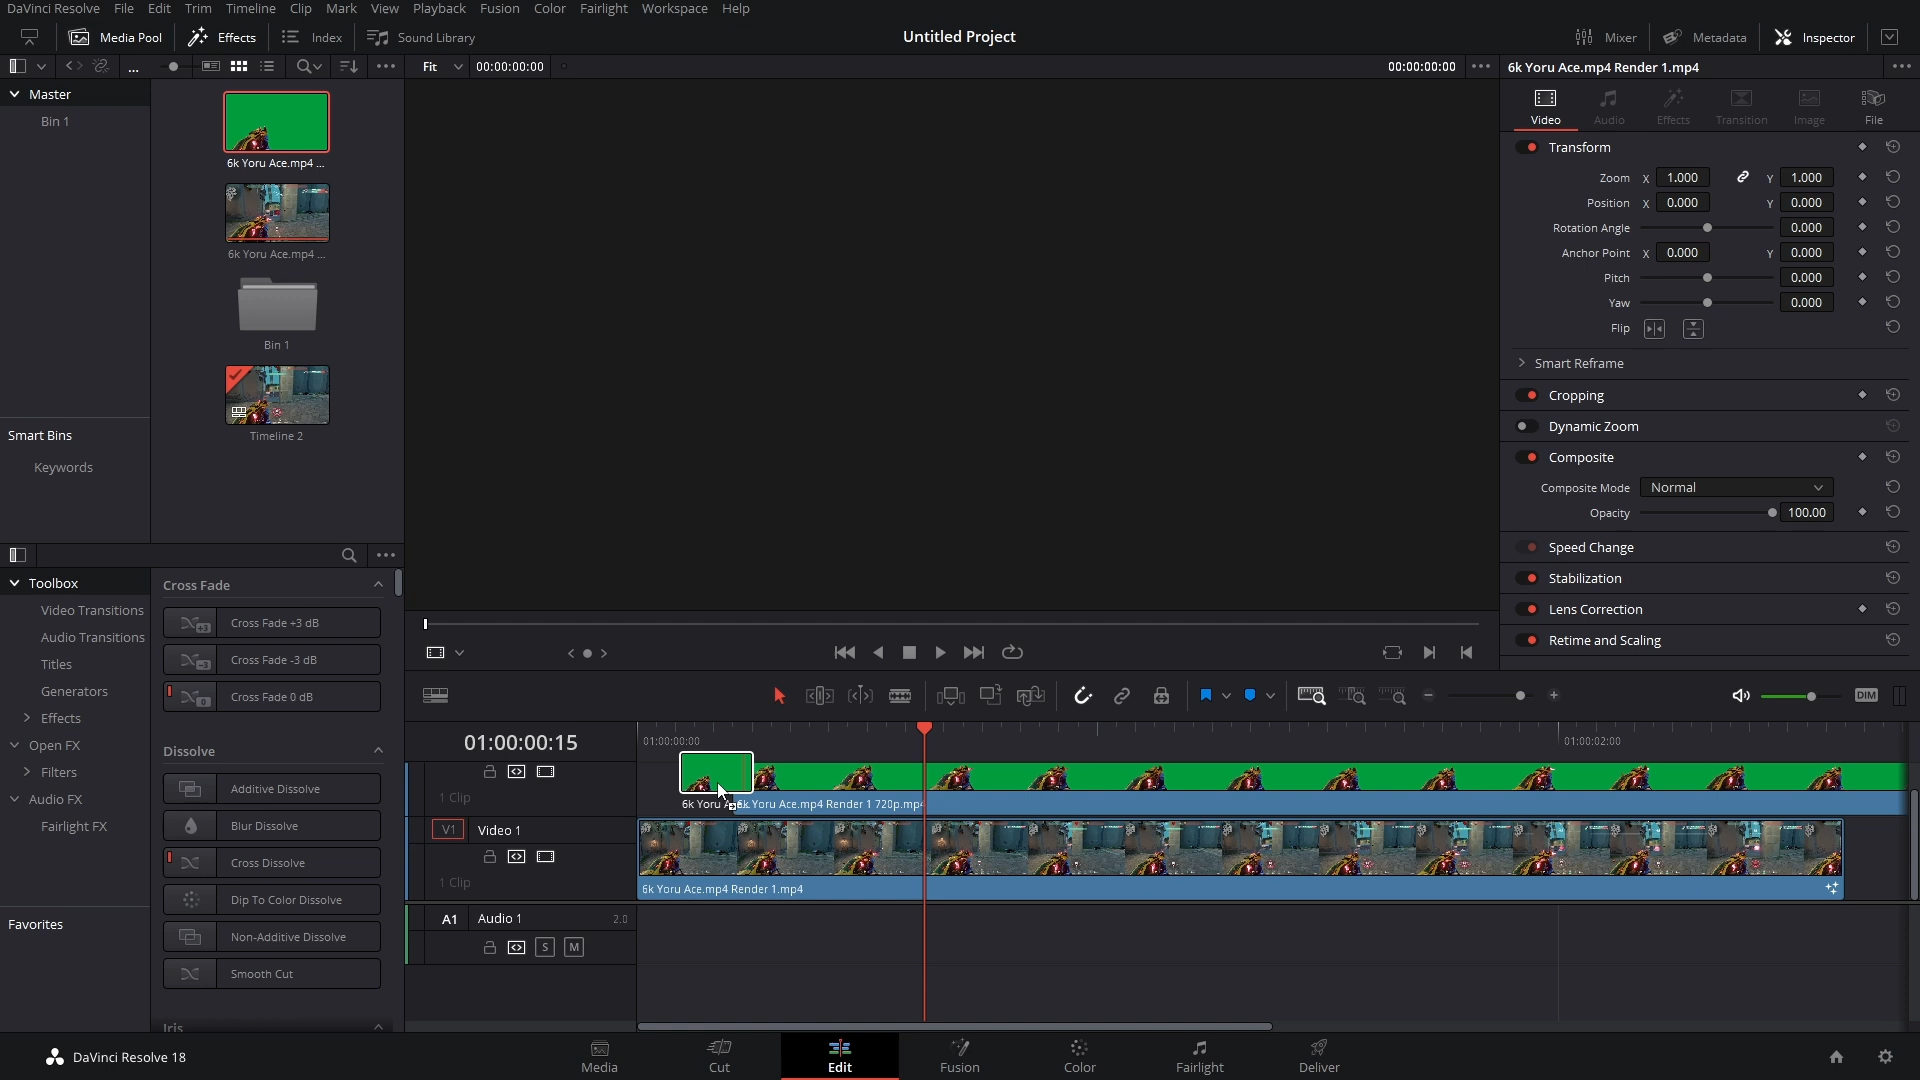 DaVinci Resolve File Edit Trim Timeline Clip Mark View Playback Fusion Color Fairlight Workspace Help
Media Pool Effects Index Sound Library Untitled Project Mixer Metadata Inspector
... Fit 00:00:00:00 00:00:00:00 6k Yoru Ace.mp4 Render 1.mp4
Master
Bin 1
6k Yoru Ace.mp4 ...
6k Yoru Ace.mp4 ...
Bin 1
Timeline 2
Smart Bins
Keywords
Video Audio Effects Transition Image File
Transform
Zoom X 1.000 Y 1.000
Position X 0.000 Y 0.000
Rotation Angle 0.000
Anchor Point X 0.000 Y 0.000
Pitch 0.000
Yaw 0.000
Flip
Smart Reframe
Cropping
Dynamic Zoom
Composite
Composite Mode Normal
Opacity 100.00
Speed Change
Stabilization
Lens Correction
Retime and Scaling
Toolbox
Video Transitions
Audio Transitions
Titles
Generators
Effects
Open FX
Filters
Audio FX
Fairlight FX
Favorites
Cross Fade
+3 Cross Fade +3 dB
-3 Cross Fade -3 dB
0 Cross Fade 0 dB
Dissolve
Additive Dissolve
Blur Dissolve
Cross Dissolve
Dip To Color Dissolve
Non-Additive Dissolve
Smooth Cut
Iris
DIM
01:00:00:15 01:00:00:00 01:00:02:00
1 Clip 6k Yoru Yoru Ace.mp4 Render 1 720p.mp4
V1 Video 1
1 Clip 6k Yoru Ace.mp4 Render 1.mp4
A1 Audio 1 2.0
S M
DaVinci Resolve 18 Media Cut Edit Fusion Color Fairlight Deliver